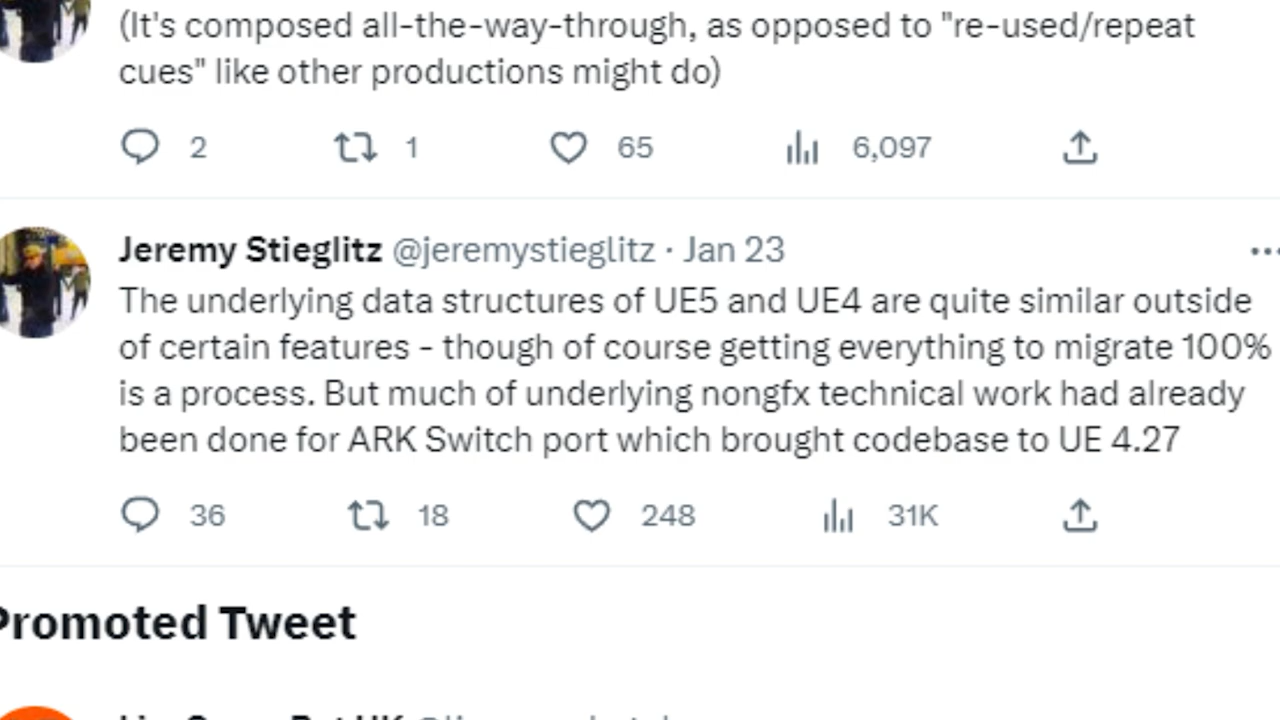 (It's composed all-the-way-through, as opposed to "re-used/repeat
cues" like other productions might do)
2 1 65 6,097
Jeremy Stieglitz @jeremystieglitz · Jan 23
The underlying data structures of UE5 and UE4 are quite similar outside
of certain features - though of course getting everything to migrate 100%
is a process. But much of underlying nongfx technical work had already
been done for ARK Switch port which brought codebase to UE 4.27
36 18 248 31K
Promoted Tweet